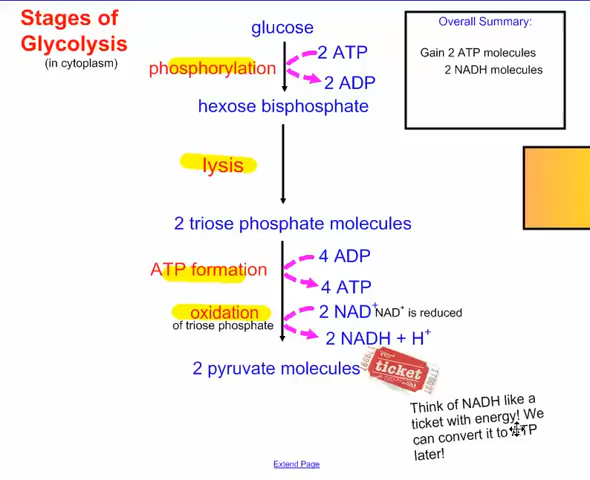 Stages of
Glycolysis
(in cytoplasm)
glucose
Overall Summary:
Gain 2 ATP molecules
2 NADH molecules
phosphorylation
2 ATP
2 ADP
hexose bisphosphate
lysis
2 triose phosphate molecules
ATP formation
4 ADP
4 ATP
oxidation
of triose phosphate
2 NAD+
NAD+ is reduced
2 NADH + H+
2 pyruvate molecules
ticket
Think of NADH like a
ticket with energy! We
can convert it to
later!
Extend Page